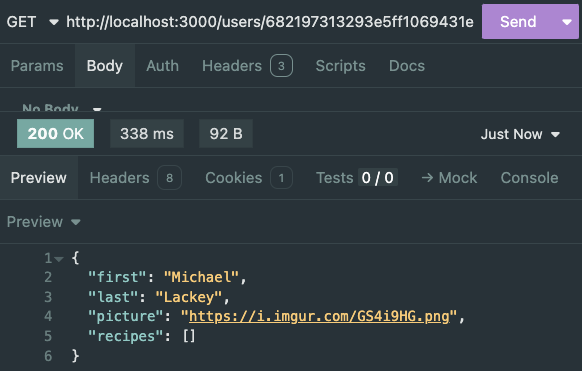 GET http://localhost:3000/users/682197313293e5ff1069431e Send
Params Body Auth Headers 3 Scripts Docs
No Body
200 OK 338 ms 92 B Just Now
Preview Headers 8 Cookies 1 Tests 0 / 0 → Mock Console
Preview
1 {
2 "first": "Michael",
3 "last": "Lackey",
4 "picture": "https://i.imgur.com/GS4i9HG.png",
5 "recipes": []
6 }